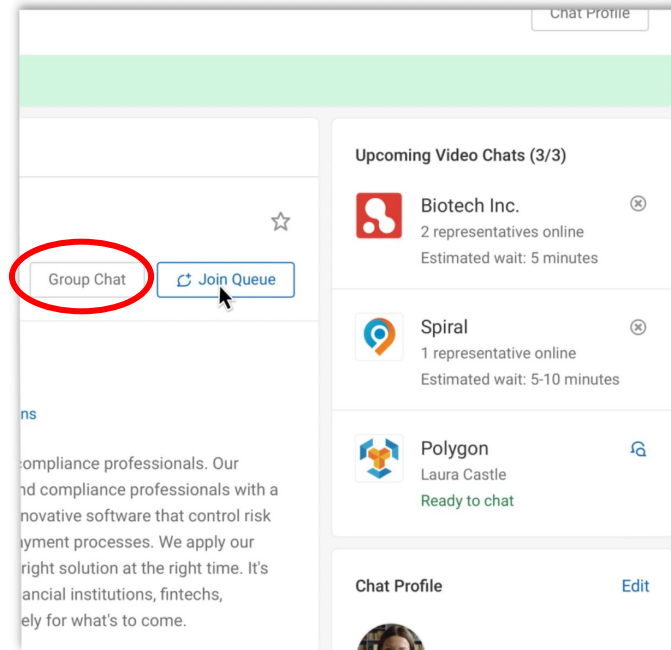 Chat Profile
Group Chat
Join Queue
ns
compliance professionals. Our
nd compliance professionals with a
novative software that control risk
yment processes. We apply our
right solution at the right time. It's
ancial institutions, fintechs,
ely for what's to come.
Upcoming Video Chats (3/3)
Biotech Inc.
2 representatives online
Estimated wait: 5 minutes
Spiral
1 representative online
Estimated wait: 5-10 minutes
Polygon
Laura Castle
Ready to chat
Chat Profile
Edit